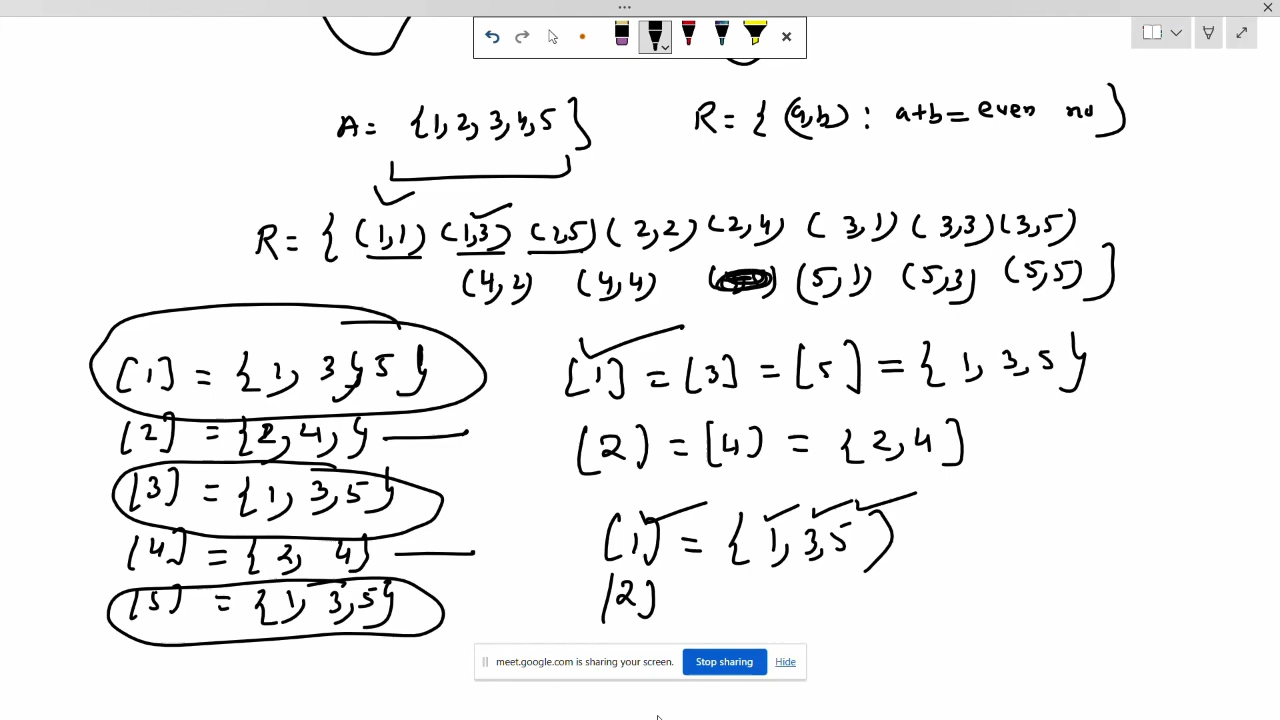 A = {1, 2, 3, 4, 5} R = { (a,b) : a+b = even no }
R = { (1,1) (1,3) (1,5) (2,2) (2,4) (3,1) (3,3) (3,5)
(4,2) (4,4) (5,1) (5,3) (5,5) }
[1] = {1, 3, 5}
[2] = {2, 4, }
[3] = {1, 3, 5}
[4] = {2, 4}
[5] = {1, 3, 5}
[1] = [3] = [5] = {1, 3, 5}
[2] = [4] = {2, 4}
[1] = {1, 3, 5}
[2]
meet.google.com is sharing your screen. Stop sharing Hide